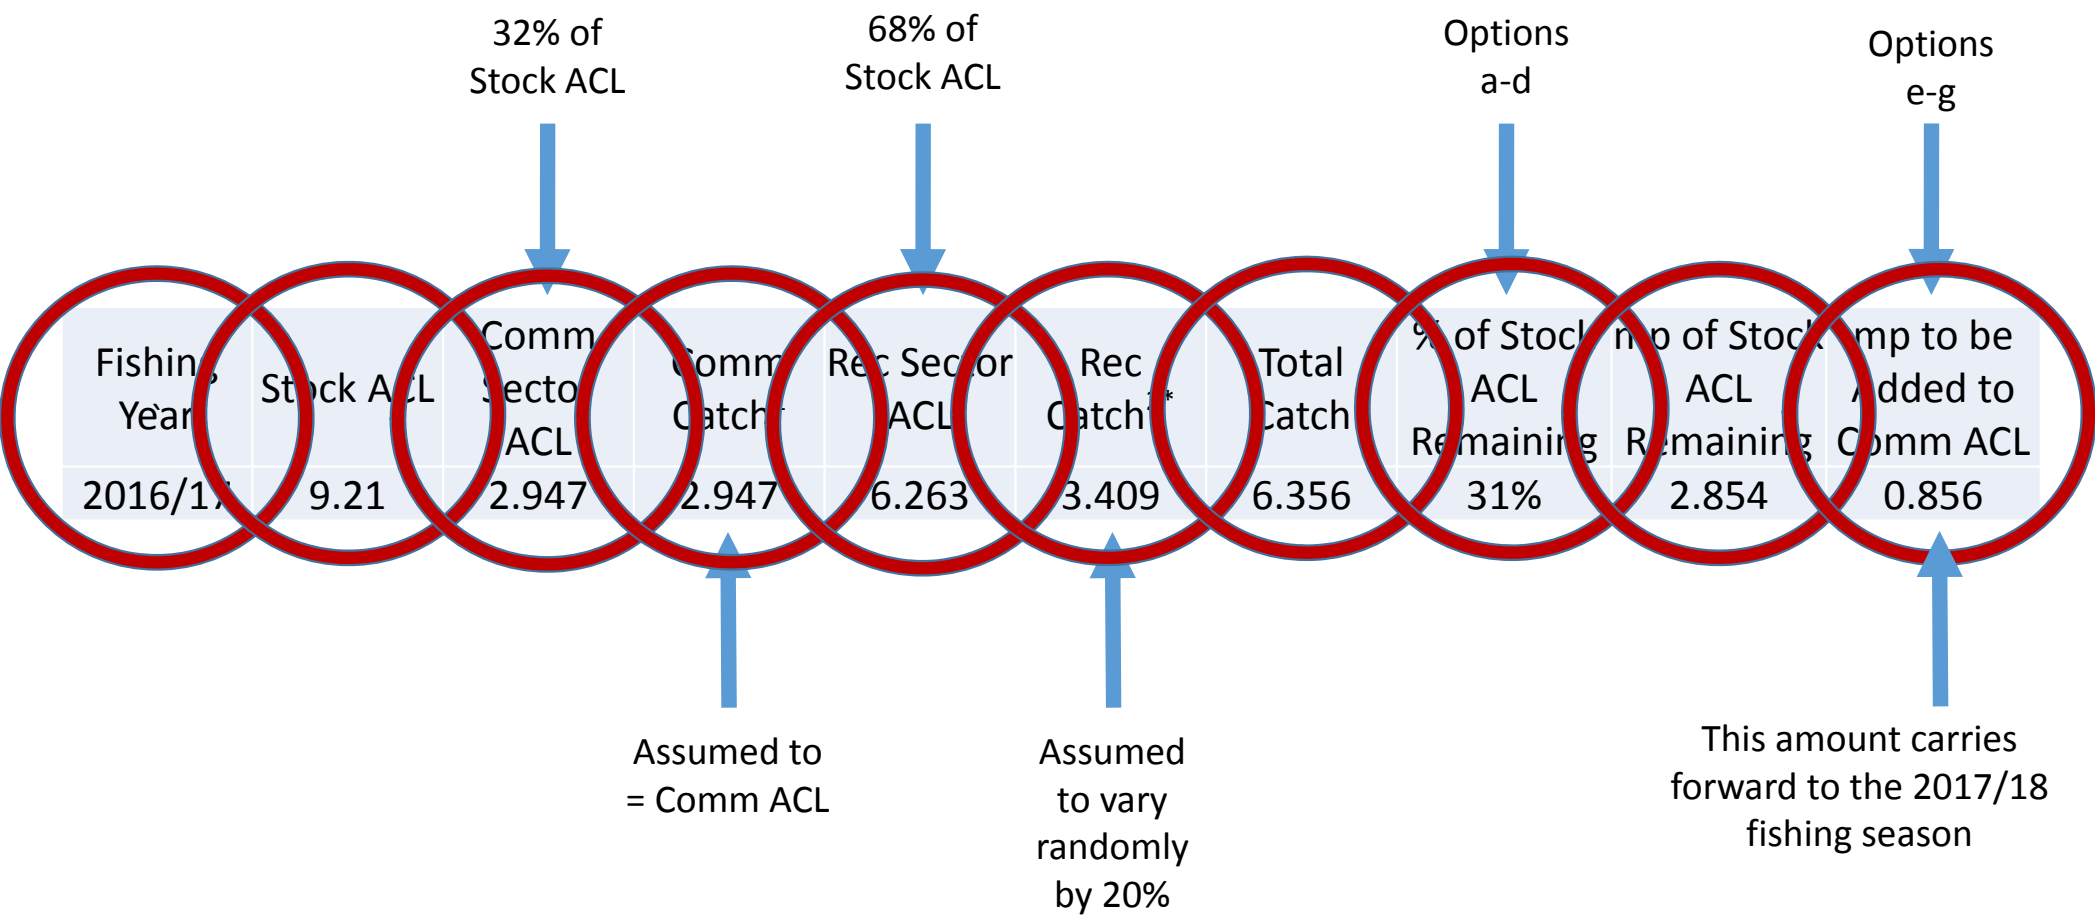 32% of
Stock ACL
68% of
Stock ACL
Options
a-d
Options
e-g
Fishing
Year
Stock ACL
Comm
Sector
ACL
Comm
Catch
Rec Sector
ACL
Rec
Catch
Total
Catch
% of Stock
ACL
Remaining
mp of Stock
ACL
Remaining
mp to be
Added to
Comm ACL
2016/17
9.21
2.947
2.947
6.263
3.409
6.356
31%
2.854
0.856
Assumed to
= Comm ACL
Assumed
to vary
randomly
by 20%
This amount carries
forward to the 2017/18
fishing season